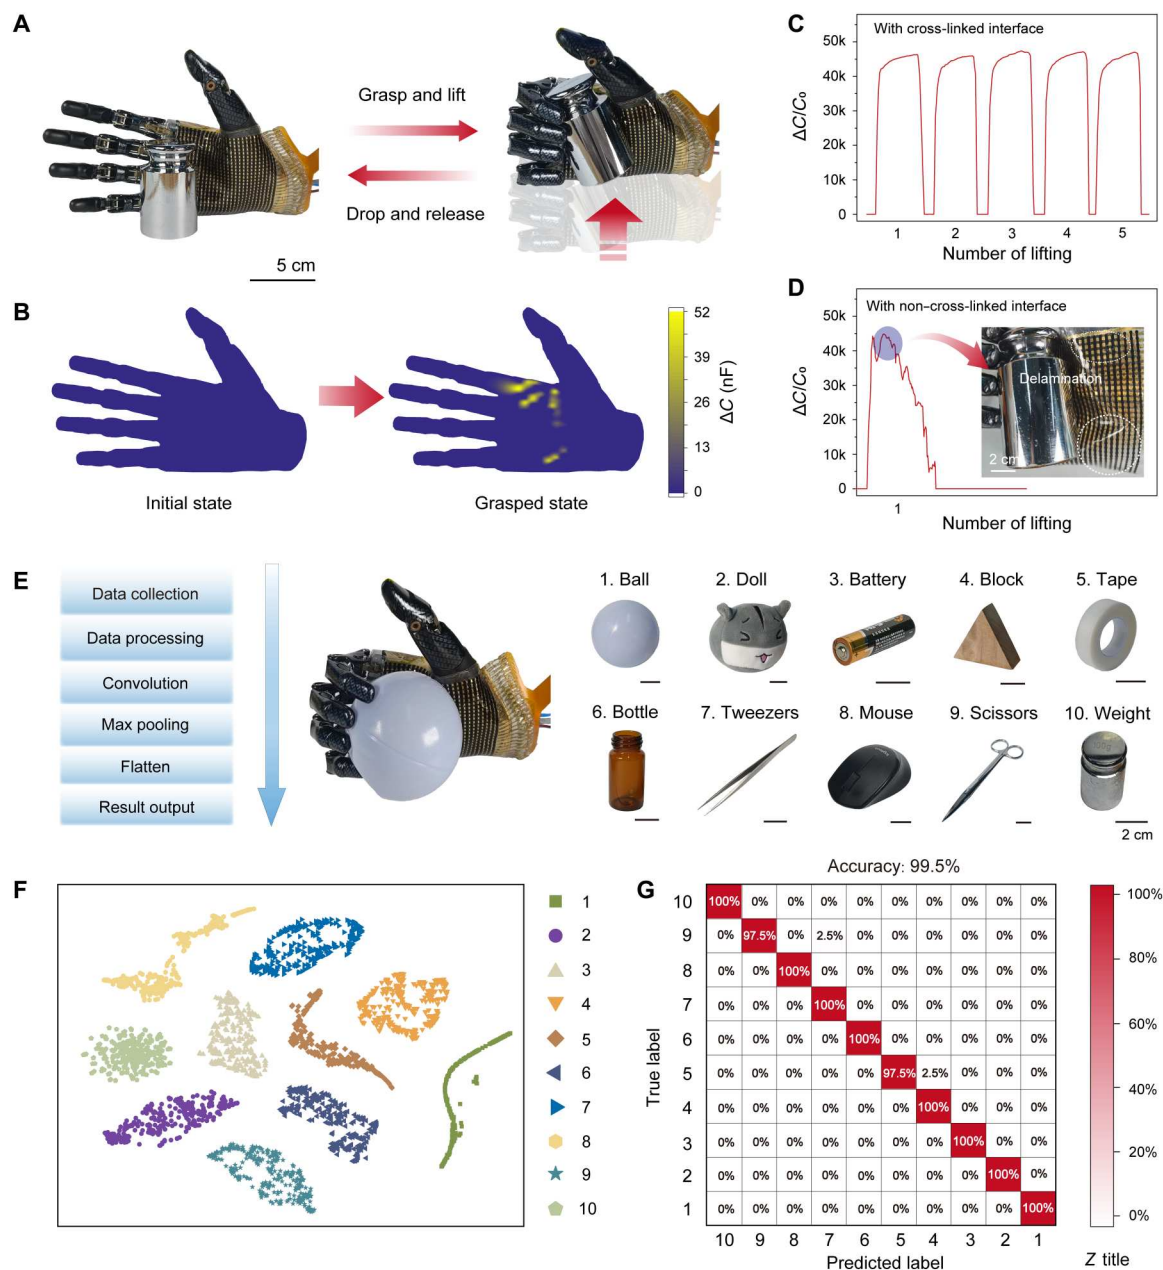 A
Grasp and lift
Drop and release
5 cm
B
Initial state
Grasped state
52
39
26
13
0
ΔC (nF)
C
With cross-linked interface
50k
40k
30k
20k
10k
0
ΔC/C₀
1 2 3 4 5
Number of lifting
D
With non–cross-linked interface
50k
40k
30k
20k
10k
0
ΔC/C₀
Delamination
2 cm
1
Number of lifting
E
Data collection
Data processing
Convolution
Max pooling
Flatten
Result output
1. Ball 2. Doll 3. Battery 4. Block 5. Tape
6. Bottle 7. Tweezers 8. Mouse 9. Scissors 10. Weight
2 cm
F
1
2
3
4
5
6
7
8
9
10
G
Accuracy: 99.5%
True label
10 100% 0% 0% 0% 0% 0% 0% 0% 0% 0%
9 0% 97.5% 0% 2.5% 0% 0% 0% 0% 0% 0%
8 0% 0% 100% 0% 0% 0% 0% 0% 0% 0%
7 0% 0% 0% 100% 0% 0% 0% 0% 0% 0%
6 0% 0% 0% 0% 100% 0% 0% 0% 0% 0%
5 0% 0% 0% 0% 0% 97.5% 2.5% 0% 0% 0%
4 0% 0% 0% 0% 0% 0% 100% 0% 0% 0%
3 0% 0% 0% 0% 0% 0% 0% 100% 0% 0%
2 0% 0% 0% 0% 0% 0% 0% 0% 100% 0%
1 0% 0% 0% 0% 0% 0% 0% 0% 0% 100%
10 9 8 7 6 5 4 3 2 1
Predicted label
100%
80%
60%
40%
20%
0%
Z title